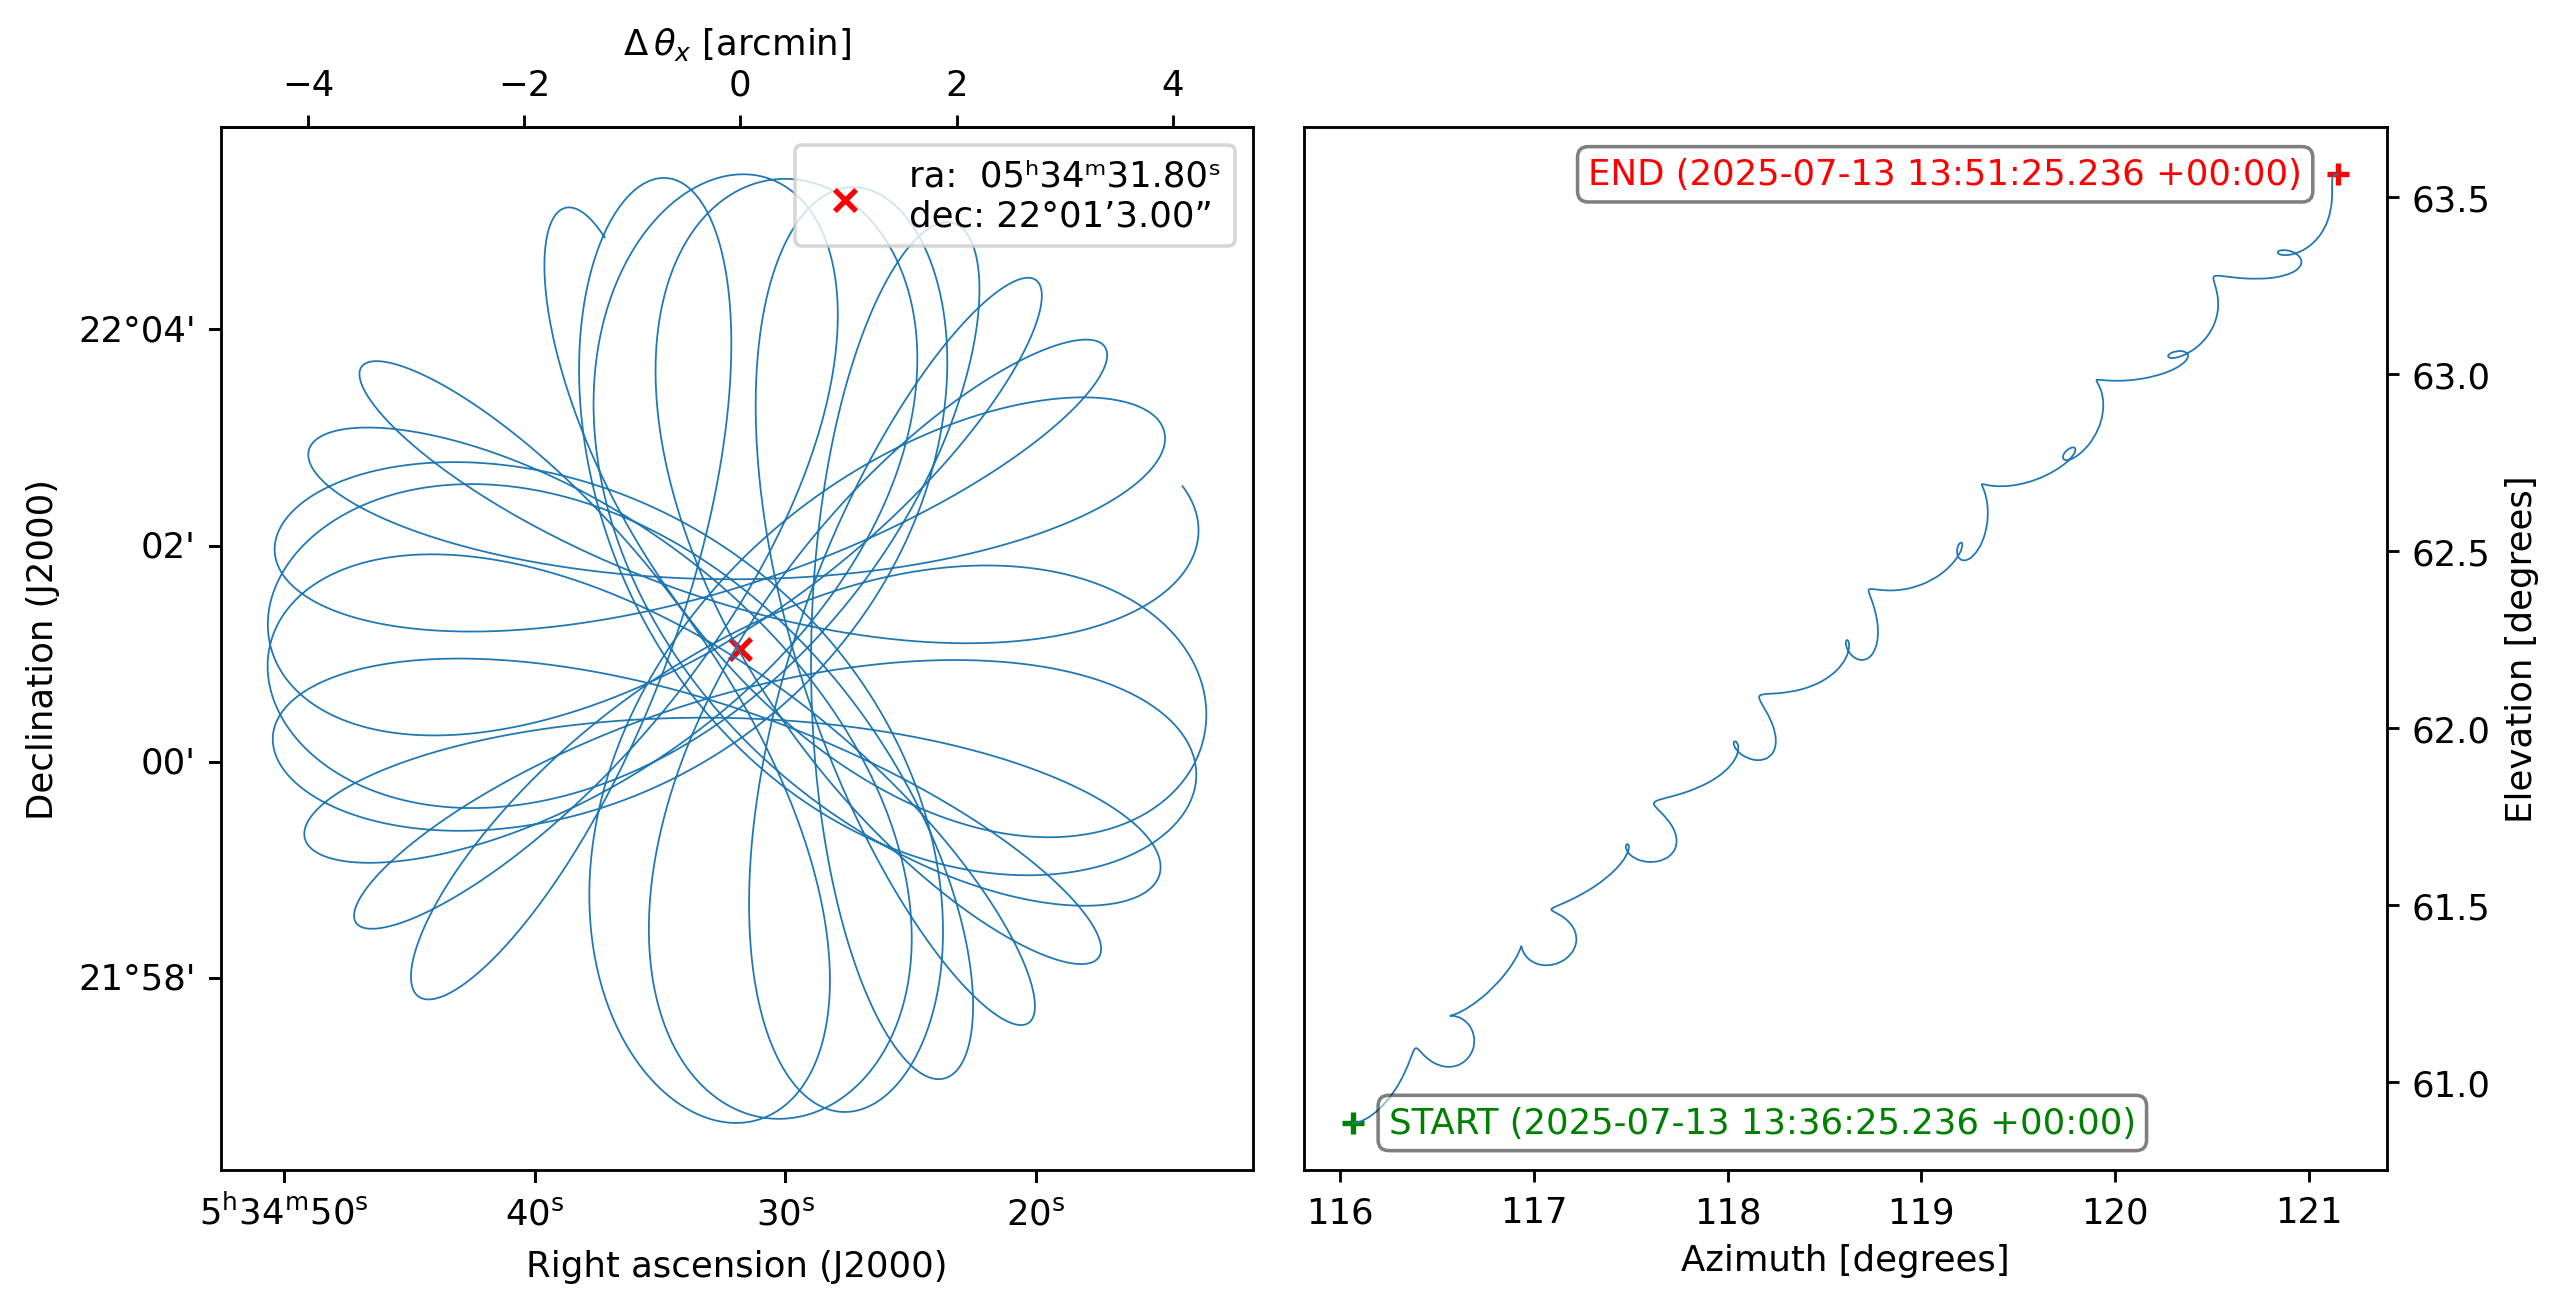 Δ θx [arcmin]
−4 −2 0 2 4
ra: 05ʰ34ᵐ31.80ˢ
dec: 22°01’3.00”
22°04'
02'
00'
21°58'
Declination (J2000)
5ʰ34ᵐ50ˢ 40ˢ 30ˢ 20ˢ
Right ascension (J2000)
END (2025-07-13 13:51:25.236 +00:00)
START (2025-07-13 13:36:25.236 +00:00)
63.5
63.0
62.5
62.0
61.5
61.0
Elevation [degrees]
116 117 118 119 120 121
Azimuth [degrees]